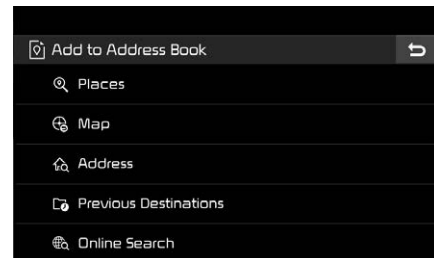 Add to Address Book
Places
Map
Address
Previous Destinations
Online Search